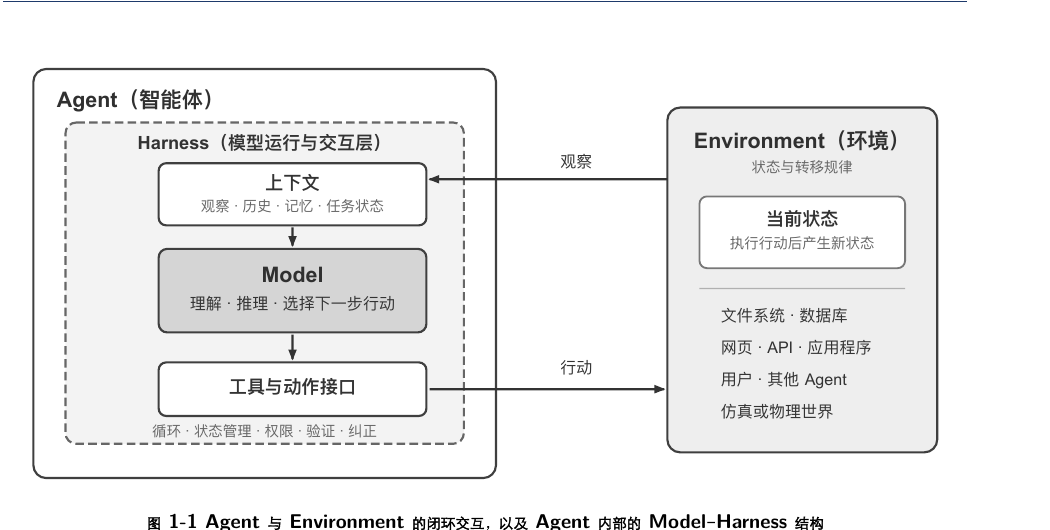 Agent（智能体）
Harness（模型运行与交互层）
上下文
观察 · 历史 · 记忆 · 任务状态
Model
理解 · 推理 · 选择下一步行动
工具与动作接口
循环 · 状态管理 · 权限 · 验证 · 纠正
观察
行动
Environment（环境）
状态与转移规律
当前状态
执行行动后产生新状态
文件系统 · 数据库
网页 · API · 应用程序
用户 · 其他 Agent
仿真或物理世界
图 1-1 Agent 与 Environment 的闭环交互，以及 Agent 内部的 Model–Harness 结构